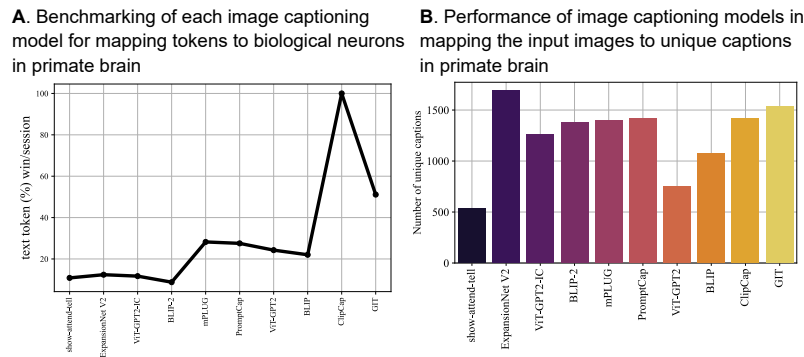 A. Benchmarking of each image captioning
model for mapping tokens to biological neurons
in primate brain
text token (%) win/session
100
80
60
40
20
show-attend-tell
ExpansionNet V2
ViT-GPT2-IC
BLIP-2
mPLUG
PromptCap
ViT-GPT2
BLIP
ClipCap
GIT
B. Performance of image captioning models in
mapping the input images to unique captions
in primate brain
Number of unique captions
1500
1000
500
0
show-attend-tell
ExpansionNet V2
ViT-GPT2-IC
BLIP-2
mPLUG
PromptCap
ViT-GPT2
BLIP
ClipCap
GIT